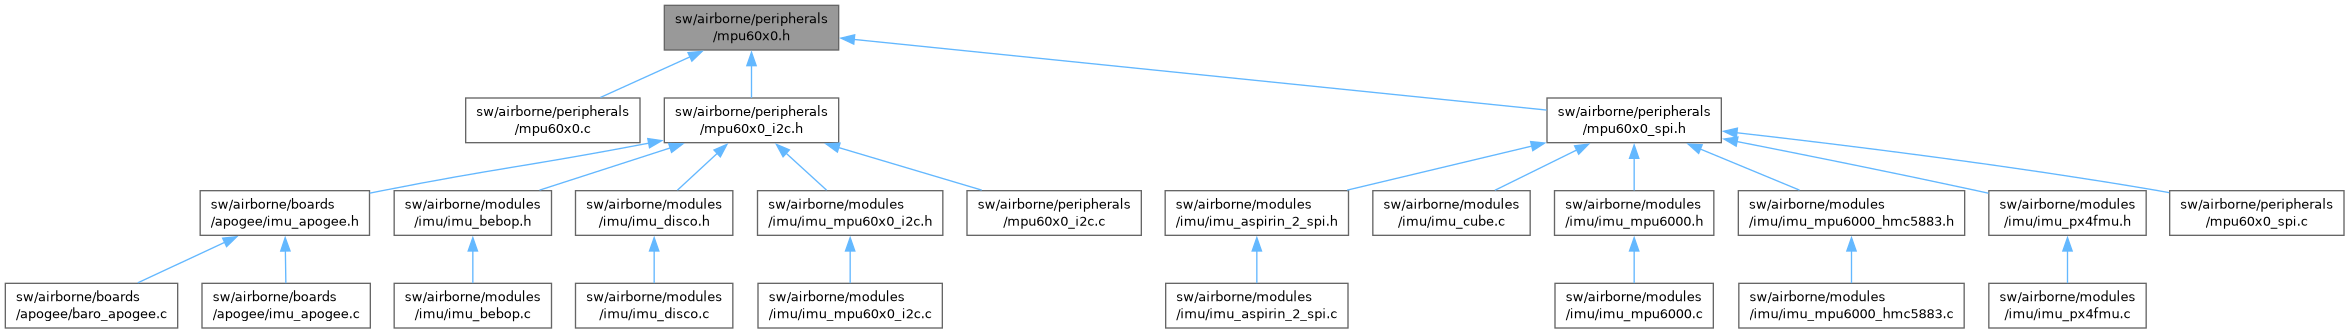 sw/airborne/peripherals
/mpu60x0.h
sw/airborne/peripherals
/mpu60x0.c
sw/airborne/peripherals
/mpu60x0_i2c.h
sw/airborne/peripherals
/mpu60x0_spi.h
sw/airborne/boards
/apogee/imu_apogee.h
sw/airborne/modules
/imu/imu_bebop.h
sw/airborne/modules
/imu/imu_disco.h
sw/airborne/modules
/imu/imu_mpu60x0_i2c.h
sw/airborne/peripherals
/mpu60x0_i2c.c
sw/airborne/modules
/imu/imu_aspirin_2_spi.h
sw/airborne/modules
/imu/imu_cube.c
sw/airborne/modules
/imu/imu_mpu6000.h
sw/airborne/modules
/imu/imu_mpu6000_hmc5883.h
sw/airborne/modules
/imu/imu_px4fmu.h
sw/airborne/peripherals
/mpu60x0_spi.c
sw/airborne/boards
/apogee/baro_apogee.c
sw/airborne/boards
/apogee/imu_apogee.c
sw/airborne/modules
/imu/imu_bebop.c
sw/airborne/modules
/imu/imu_disco.c
sw/airborne/modules
/imu/imu_mpu60x0_i2c.c
sw/airborne/modules
/imu/imu_aspirin_2_spi.c
sw/airborne/modules
/imu/imu_mpu6000.c
sw/airborne/modules
/imu/imu_mpu6000_hmc5883.c
sw/airborne/modules
/imu/imu_px4fmu.c